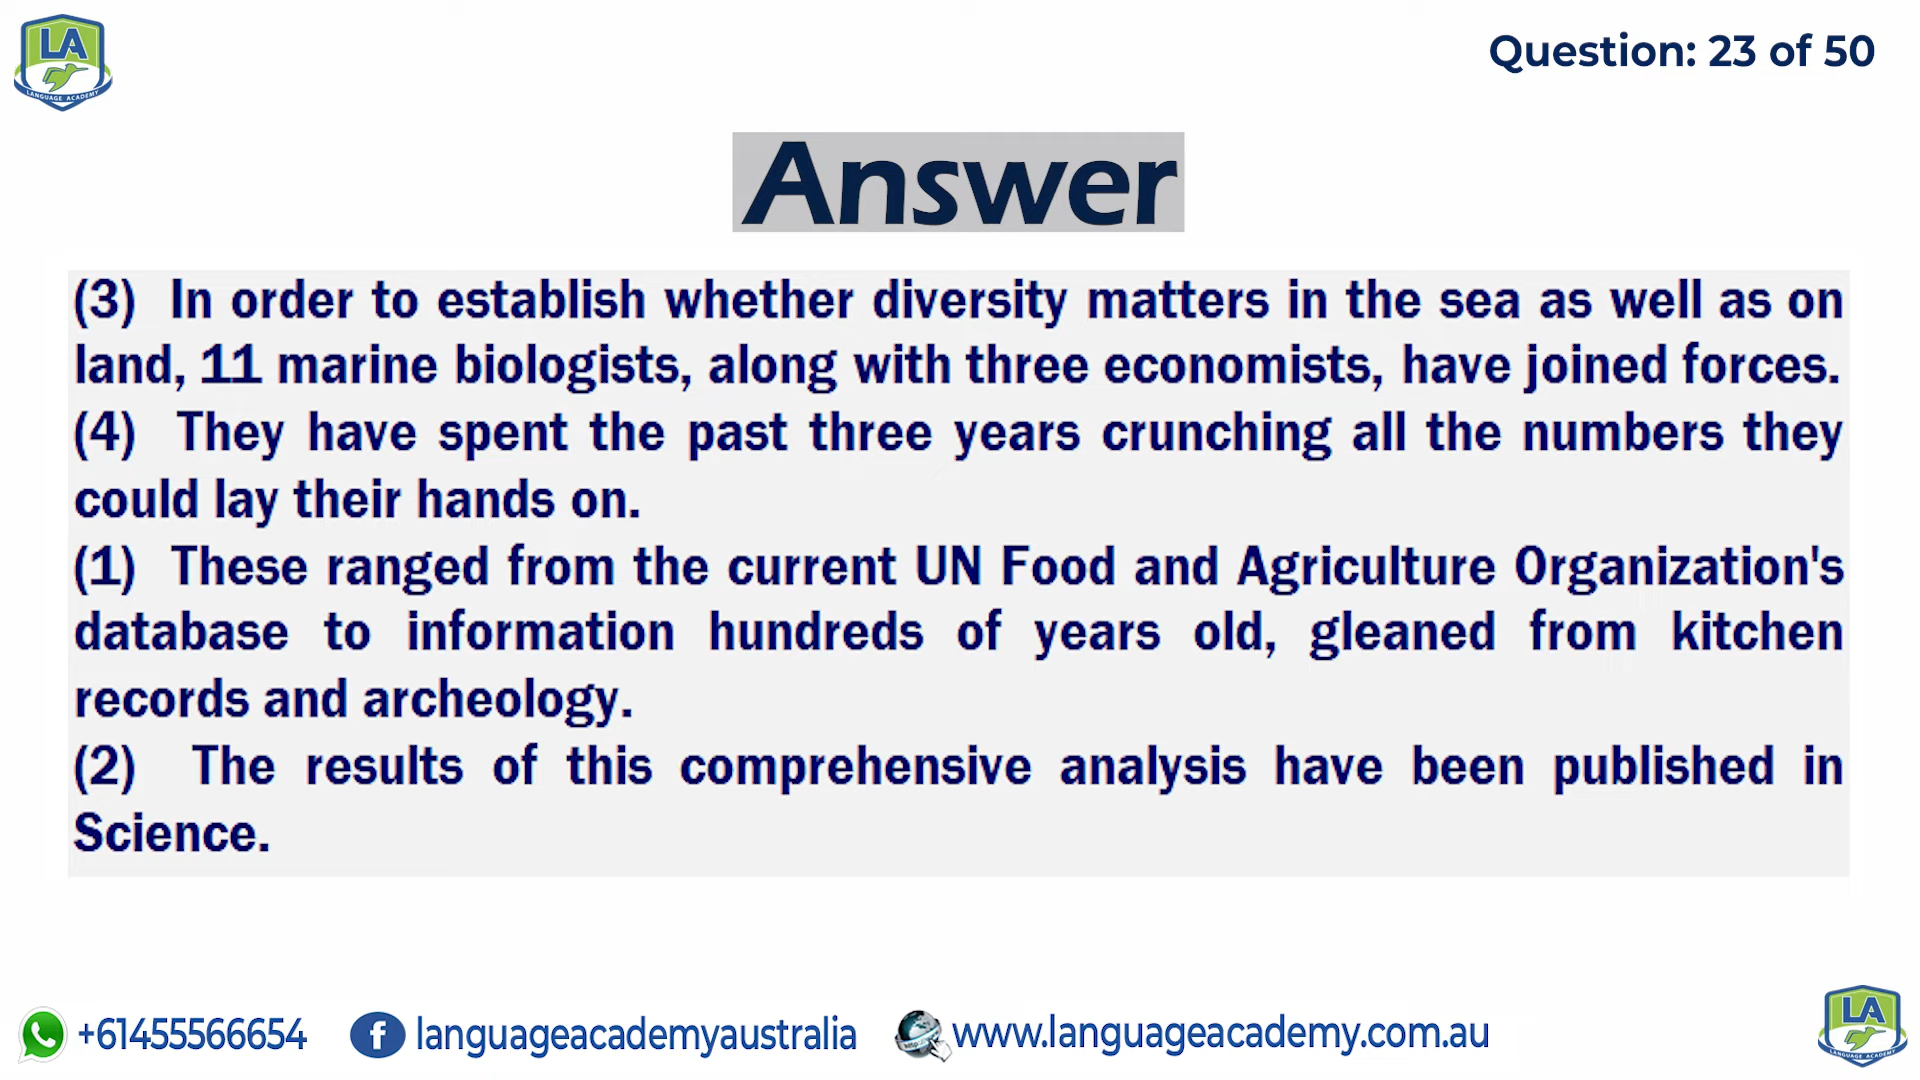 LA
LANGUAGE ACADEMY
Question: 23 of 50
Answer
(3) In order to establish whether diversity matters in the sea as well as on
land, 11 marine biologists, along with three economists, have joined forces.
(4) They have spent the past three years crunching all the numbers they
could lay their hands on.
(1) These ranged from the current UN Food and Agriculture Organization's
database to information hundreds of years old, gleaned from kitchen
records and archeology.
(2) The results of this comprehensive analysis have been published in
Science.
+61455566654
f
languageacademyaustralia
www.languageacademy.com.au
LA
LANGUAGE ACADEMY